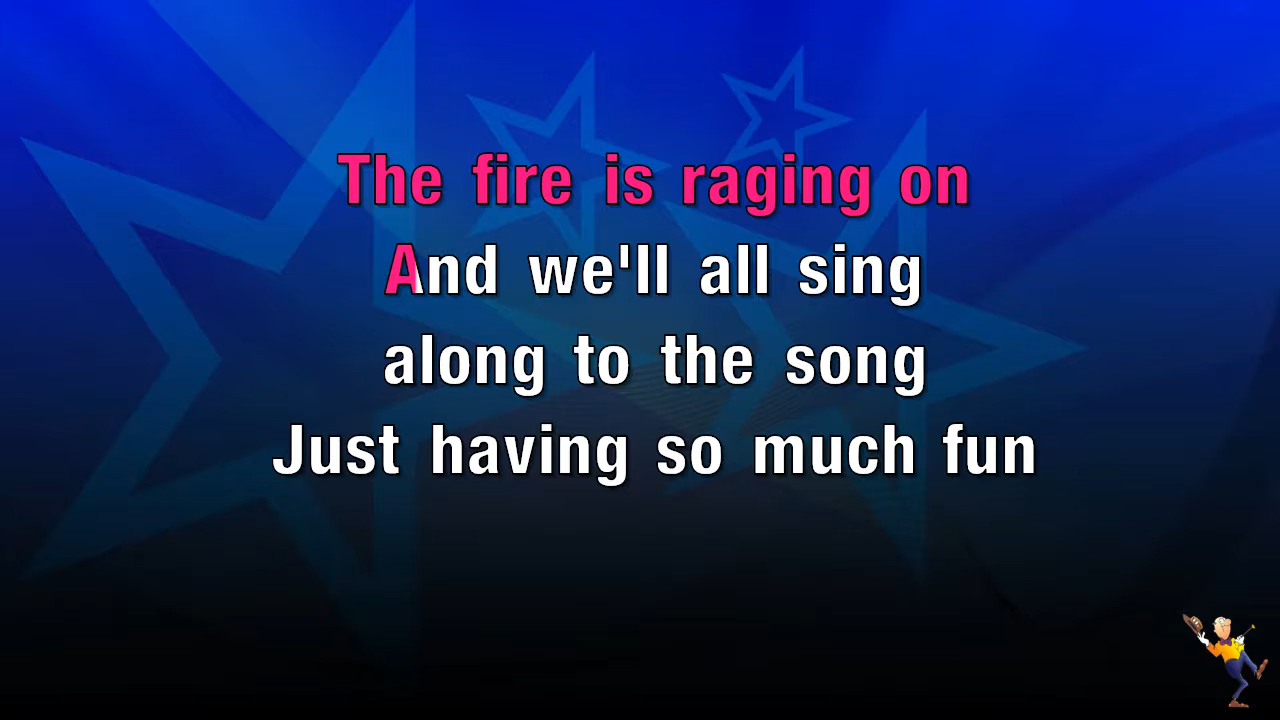 The fire is raging on
And we'll all sing
along to the song
Just having so much fun